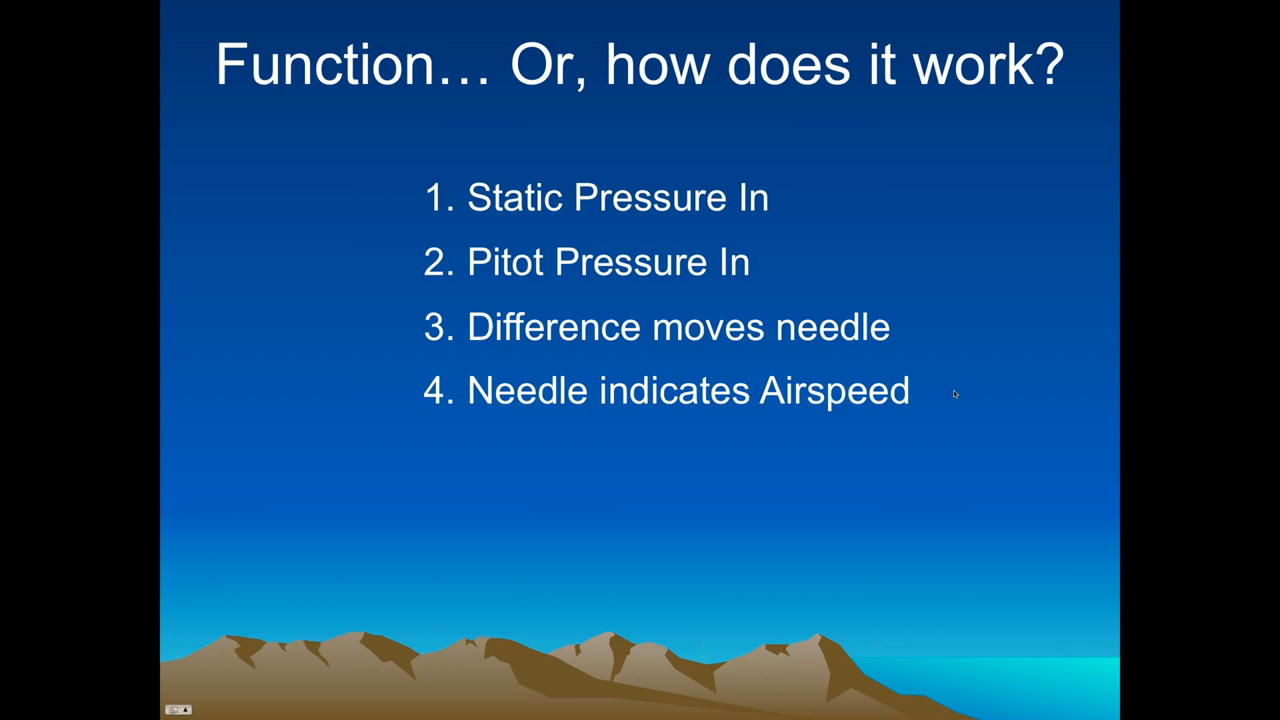 Function… Or, how does it work?
1. Static Pressure In
2. Pitot Pressure In
3. Difference moves needle
4. Needle indicates Airspeed